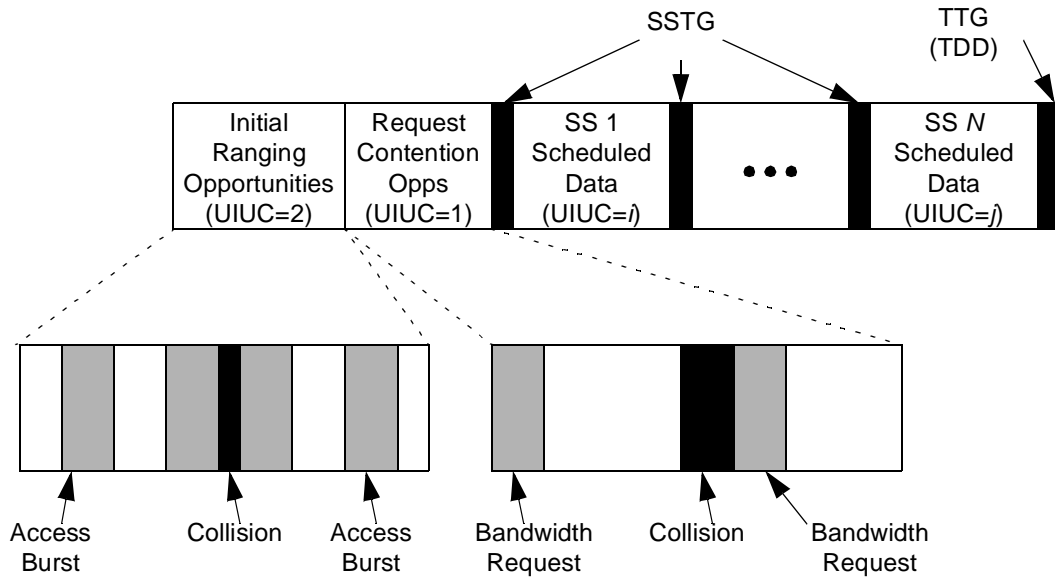 SSTG
TTG
(TDD)
Initial
Ranging
Opportunities
(UIUC=2)
Request
Contention
Opps
(UIUC=1)
SS 1
Scheduled
Data
(UIUC=i)
SS N
Scheduled
Data
(UIUC=j)
Access
Burst
Collision
Access
Burst
Bandwidth
Request
Collision
Bandwidth
Request